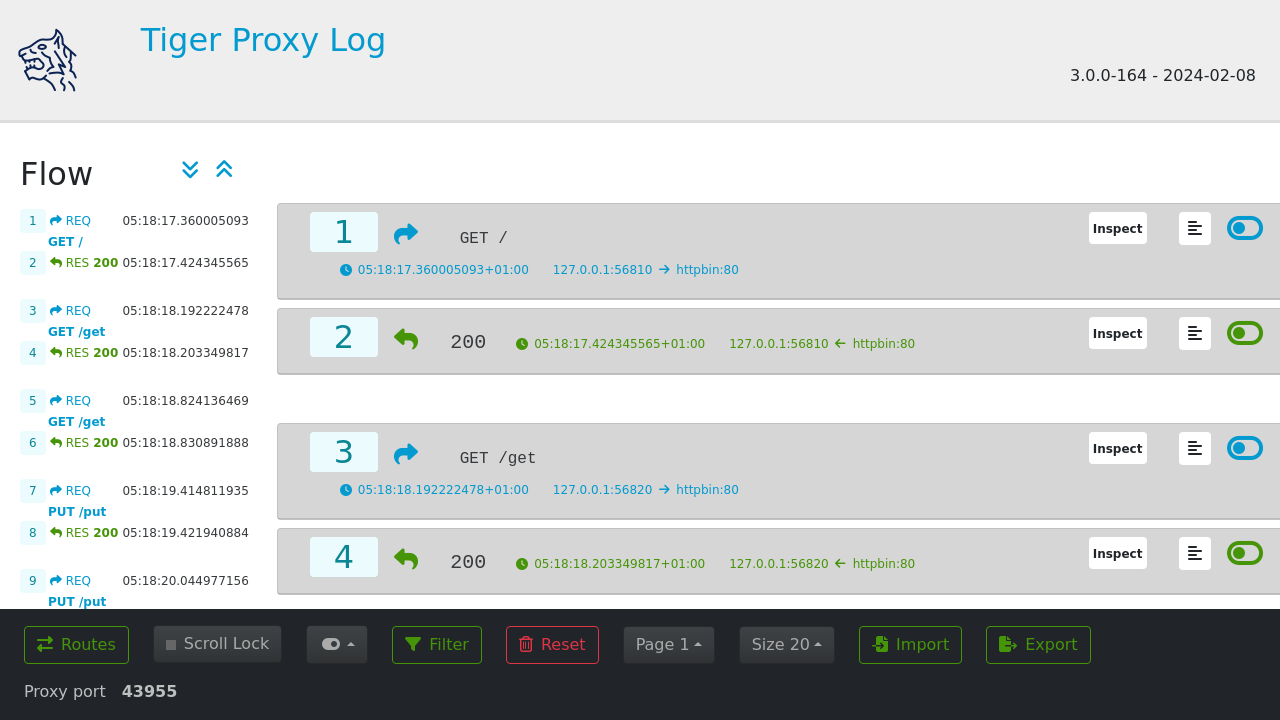 Tiger Proxy Log
3.0.0-164 - 2024-02-08
Flow
1 REQ 05:18:17.360005093
GET /
2 RES 200 05:18:17.424345565
3 REQ 05:18:18.192222478
GET /get
4 RES 200 05:18:18.203349817
5 REQ 05:18:18.824136469
GET /get
6 RES 200 05:18:18.830891888
7 REQ 05:18:19.414811935
PUT /put
8 RES 200 05:18:19.421940884
9 REQ 05:18:20.044977156
PUT /put
1 GET / Inspect
05:18:17.360005093+01:00 127.0.0.1:56810 → httpbin:80
2 200 05:18:17.424345565+01:00 127.0.0.1:56810 ← httpbin:80 Inspect
3 GET /get Inspect
05:18:18.192222478+01:00 127.0.0.1:56820 → httpbin:80
4 200 05:18:18.203349817+01:00 127.0.0.1:56820 ← httpbin:80 Inspect
Routes Scroll Lock Filter Reset Page 1 Size 20 Import Export
Proxy port 43955